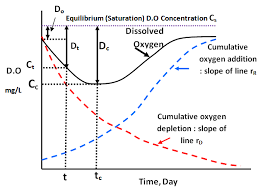 Equilibrium (Saturation) D.O Concentration Cs
Do
Dissolved
Oxygen
Dt
Dc
Cumulative
oxygen addition
: slope of line rR
D.O
mg/L
Ct
Cc
Cumulative oxygen
depletion : slope of
line rD
t
tc
Time, Day